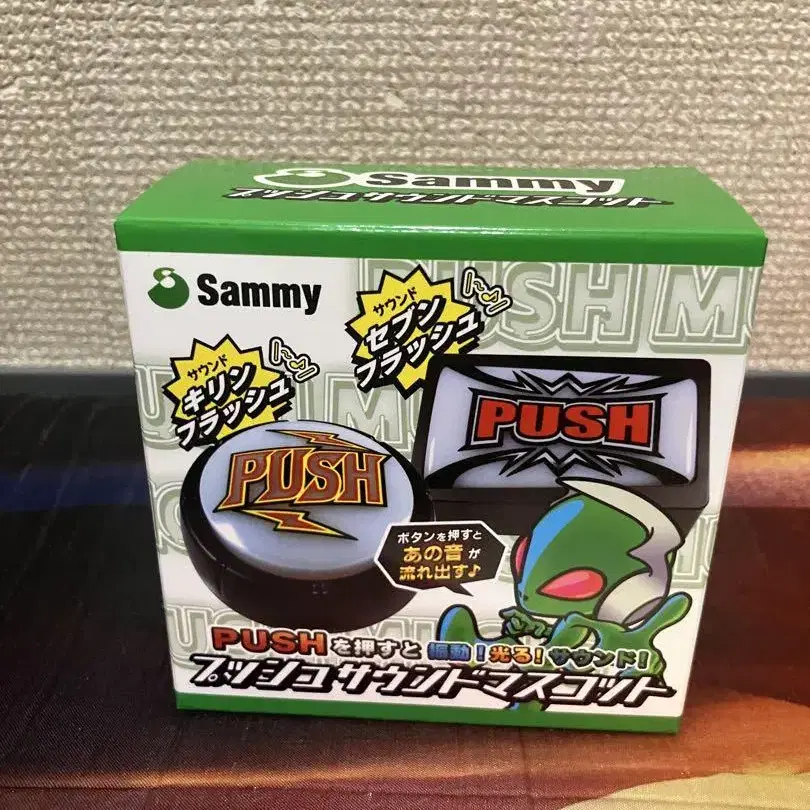 Sammy
プッシュサウンドマスコット
Sammy
サウンド
セブン
フラッシュ
サウンド
キリン
フラッシュ
PUSH
PUSH
ボタンを押すと
あの音が
流れ出す♪
PUSHを押すと 振動!光る!サウンド!
プッシュサウンドマスコット